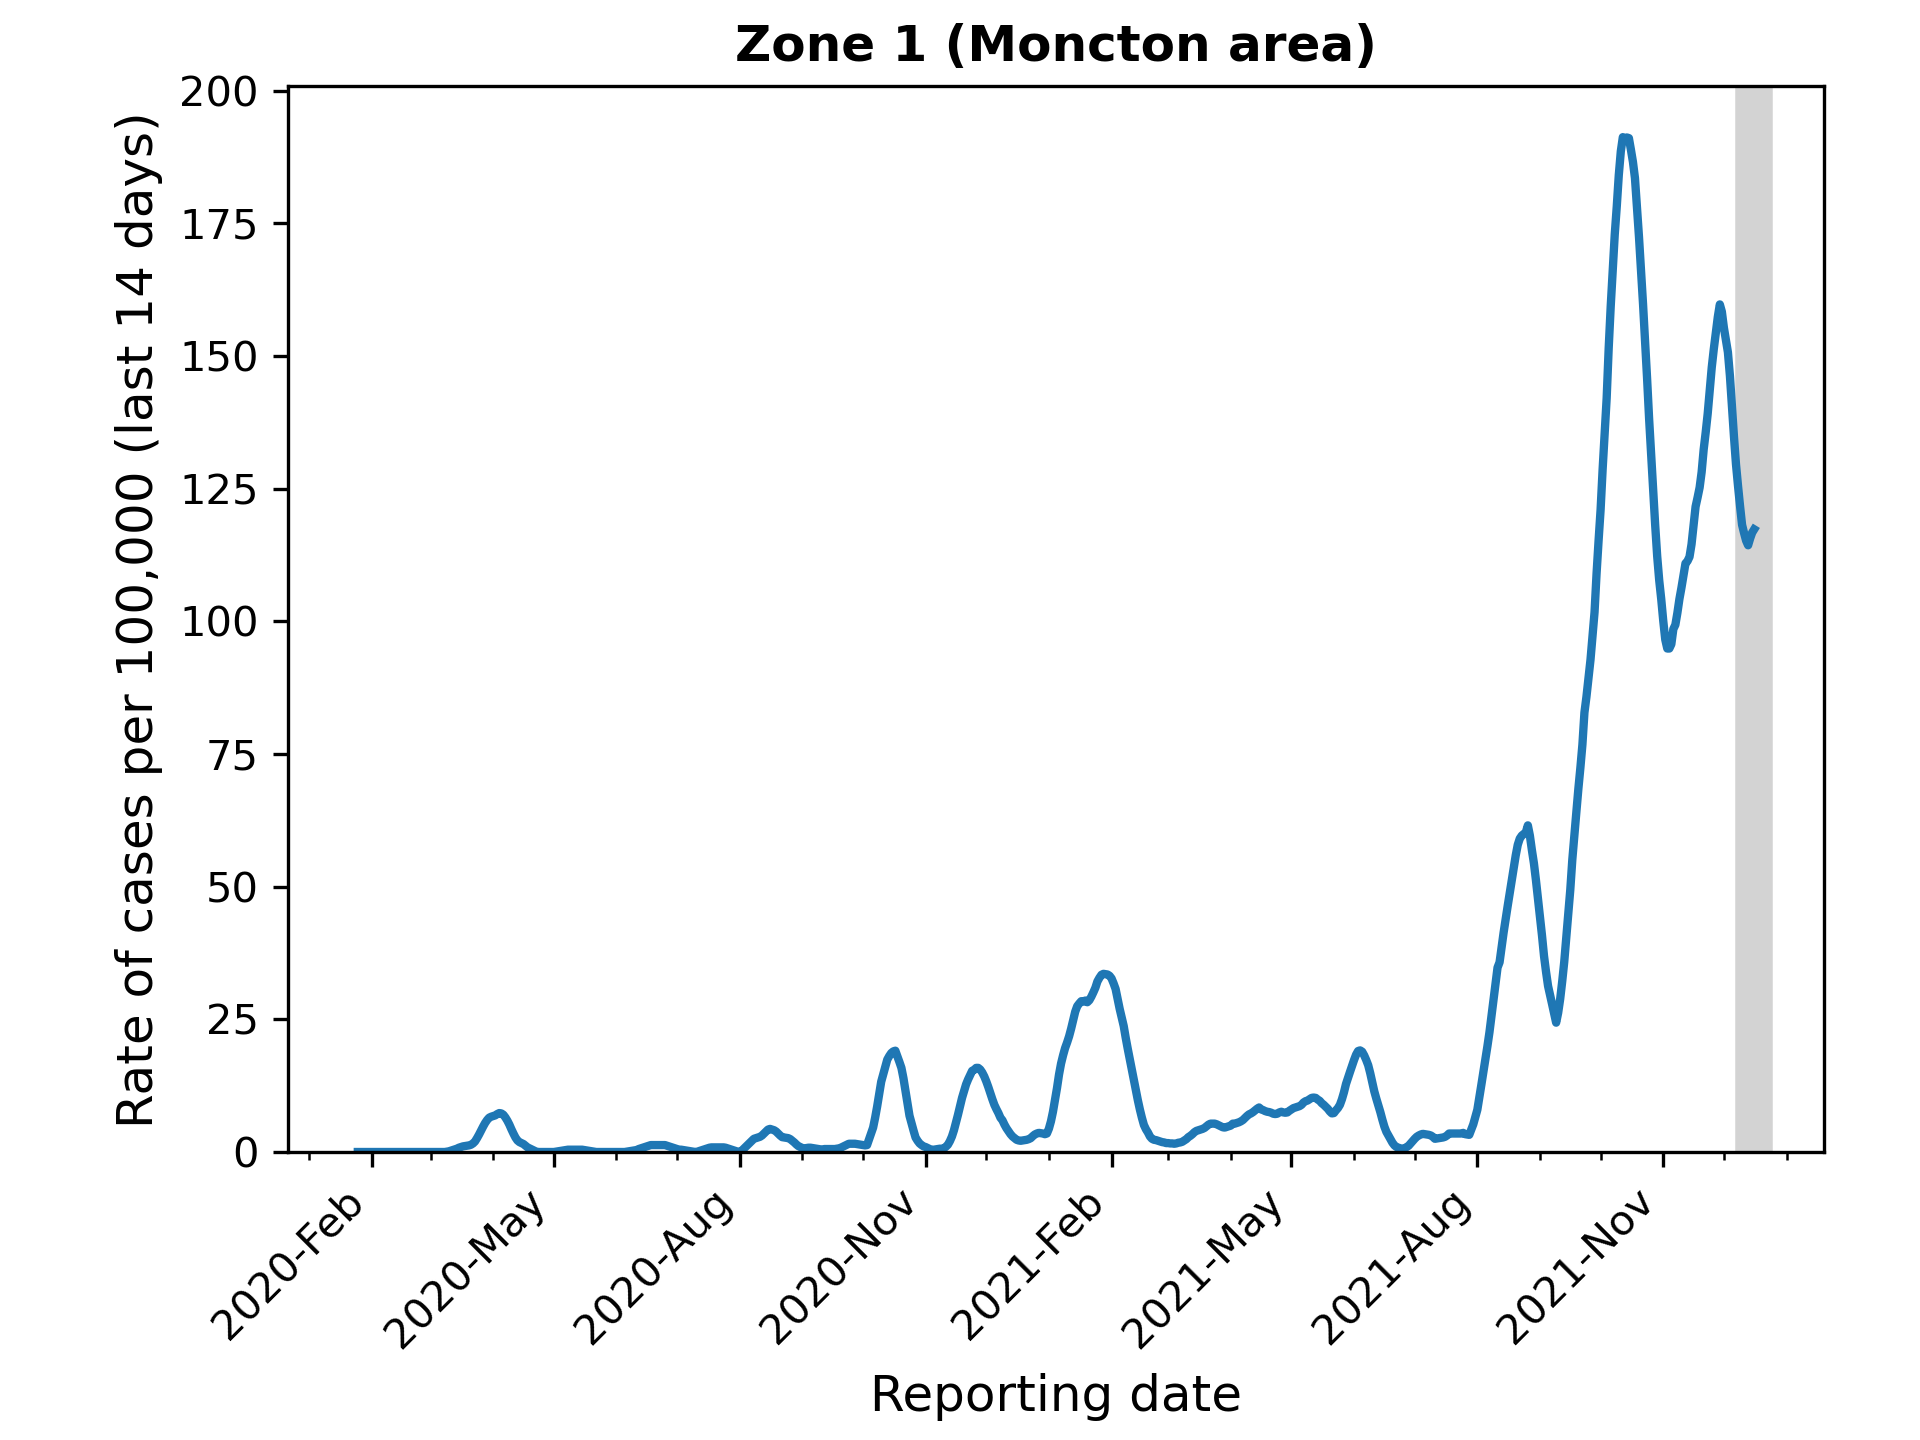 Zone 1 (Moncton area)
Rate of cases per 100,000 (last 14 days)
200
175
150
125
100
75
50
25
0
2020-Feb
2020-May
2020-Aug
2020-Nov
2021-Feb
2021-May
2021-Aug
2021-Nov
Reporting date